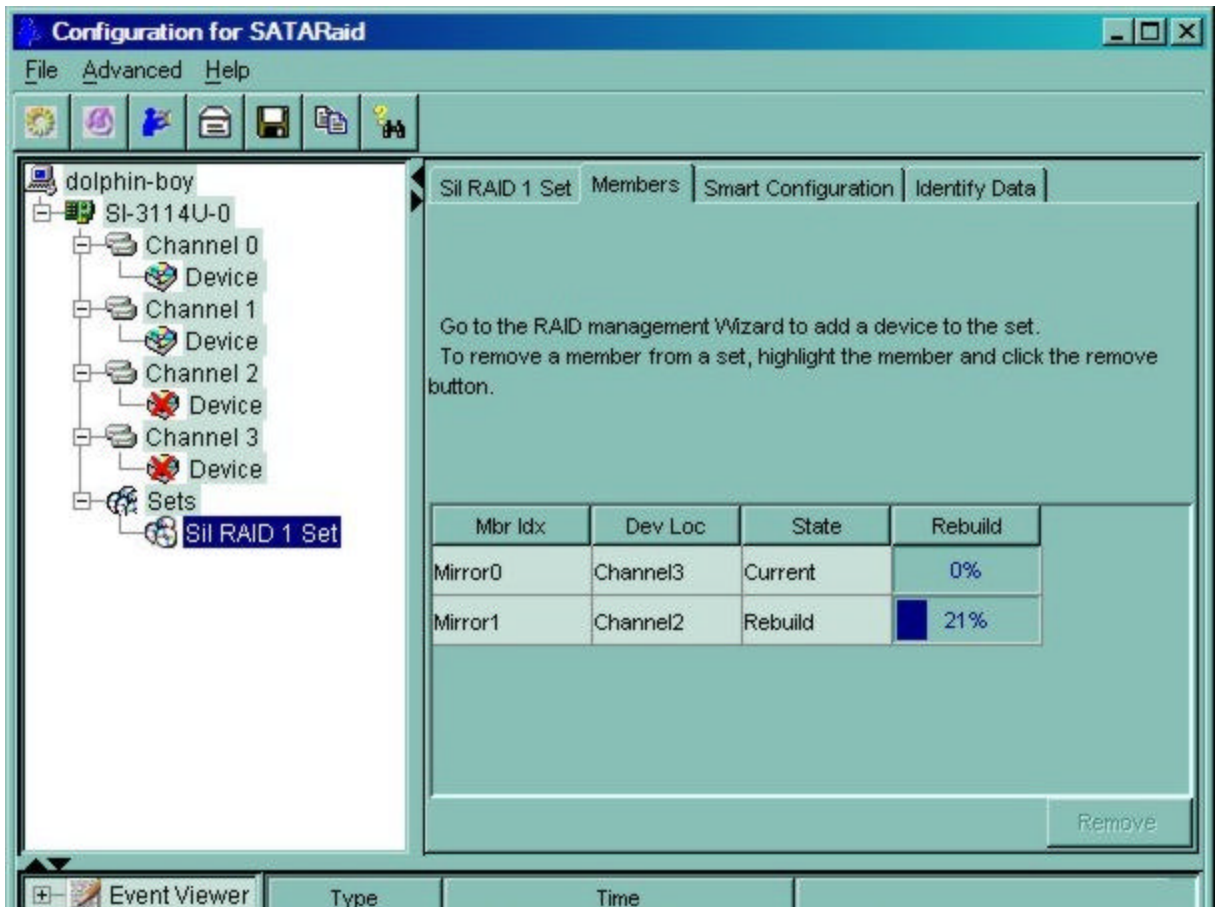 Configuration for SATARaid
File Advanced Help
dolphin-boy
SI-3114U-0
Channel 0
Device
Channel 1
Device
Channel 2
Device
Channel 3
Device
Sets
Sil RAID 1 Set
Sil RAID 1 Set Members Smart Configuration Identify Data
Go to the RAID management Wizard to add a device to the set.
To remove a member from a set, highlight the member and click the remove
button.
Mbr Idx Dev Loc State Rebuild
Mirror0 Channel3 Current 0%
Mirror1 Channel2 Rebuild 21%
Remove
Event Viewer Type Time